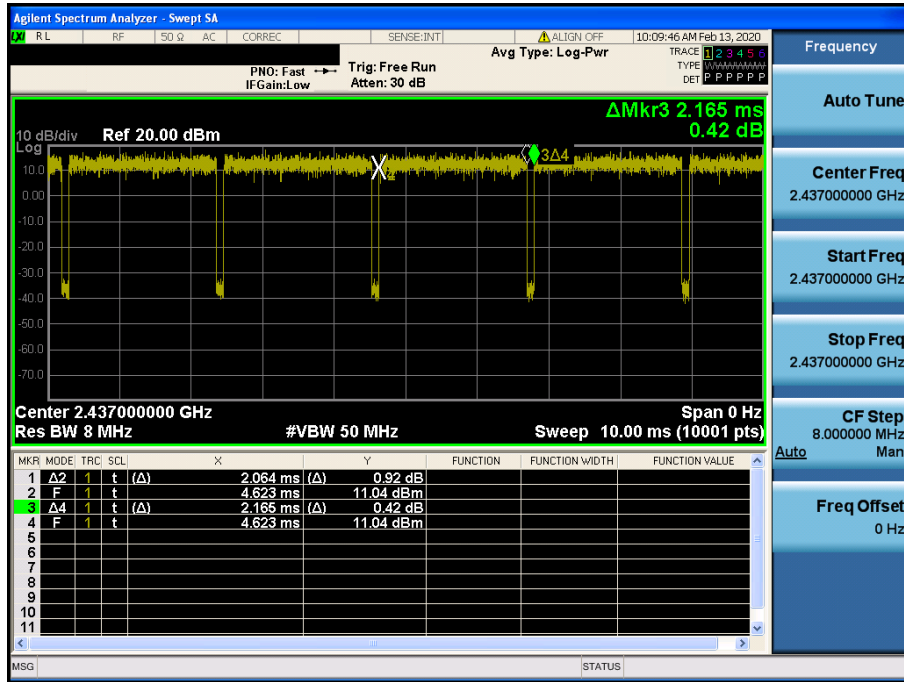 Agilent Spectrum Analyzer - Swept SA
LXI RL RF 50 Ω AC CORREC SENSE:INT ALIGN OFF 10:09:46 AM Feb 13, 2020
PNO: Fast Trig: Free Run Avg Type: Log-Pwr TRACE 1 2 3 4 5 6
IFGain:Low Atten: 30 dB TYPE WWWWWW
DET P P P P P P
Frequency
ΔMkr3 2.165 ms
0.42 dB
10 dB/div Ref 20.00 dBm
Log
10.0
0.00
-10.0
-20.0
-30.0
-40.0
-50.0
-60.0
-70.0
3Δ4
Center 2.437000000 GHz Span 0 Hz
Res BW 8 MHz #VBW 50 MHz Sweep 10.00 ms (10001 pts)
MKR MODE TRC SCL X Y FUNCTION FUNCTION WIDTH FUNCTION VALUE
1 Δ2 1 t (Δ) 2.064 ms (Δ) 0.92 dB
2 F 1 t 4.623 ms 11.04 dBm
3 Δ4 1 t (Δ) 2.165 ms (Δ) 0.42 dB
4 F 1 t 4.623 ms 11.04 dBm
5
6
7
8
9
10
11
MSG STATUS
Auto Tune
Center Freq
2.437000000 GHz
Start Freq
2.437000000 GHz
Stop Freq
2.437000000 GHz
CF Step
8.000000 MHz
Auto Man
Freq Offset
0 Hz